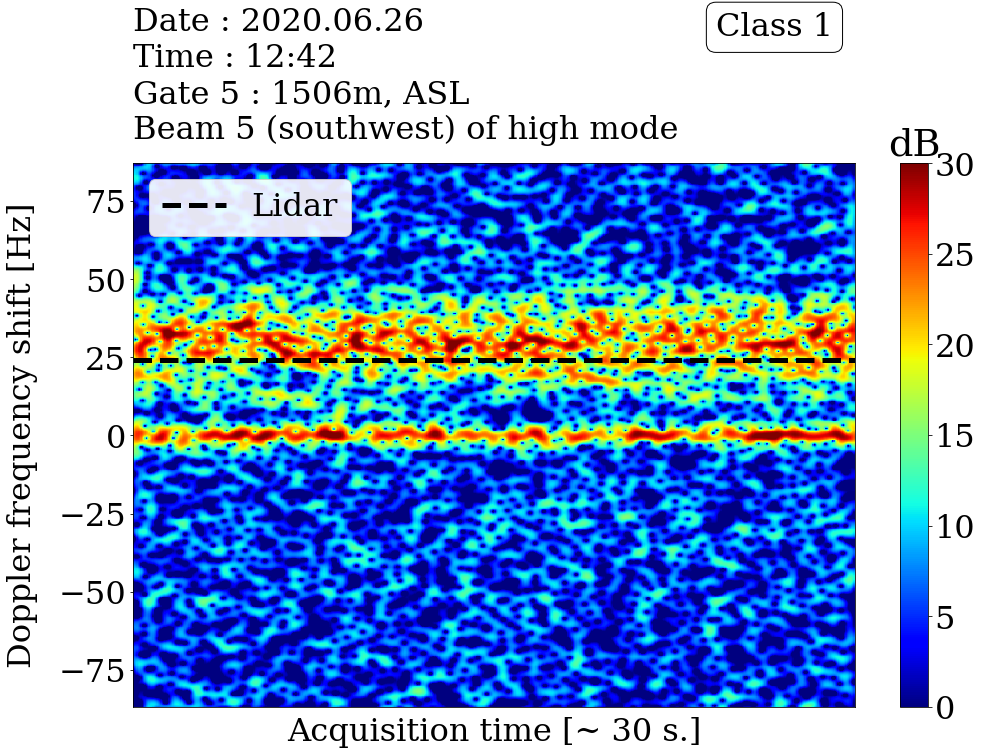 Date : 2020.06.26
Time : 12:42
Gate 5 : 1506m, ASL
Beam 5 (southwest) of high mode
Class 1
dB
Lidar
Doppler frequency shift [Hz]
75
50
25
0
−25
−50
−75
30
25
20
15
10
5
0
Acquisition time [~ 30 s.]